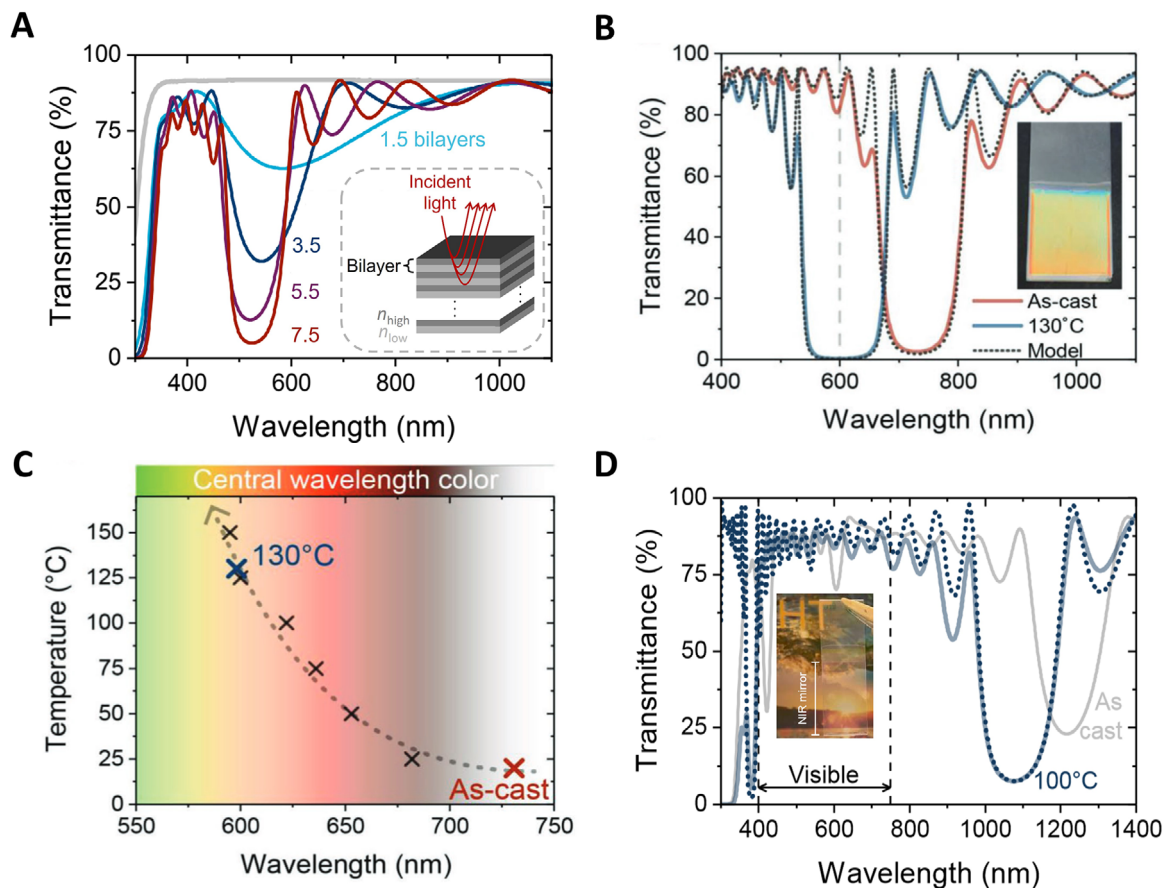 A
100
75
50
25
0
Transmittance (%)
400
600
800
1000
Wavelength (nm)
1.5 bilayers
3.5
5.5
7.5
Incident
light
Bilayer
nhigh
nlow
B
100
80
60
40
20
0
Transmittance (%)
400
600
800
1000
Wavelength (nm)
As-cast
130°C
Model
C
Central wavelength color
150
125
100
75
50
25
0
Temperature (°C)
130°C
As-cast
550
600
650
700
750
Wavelength (nm)
D
100
75
50
25
0
Transmittance (%)
HT
NIR mirror
As
cast
100°C
Visible
400
600
800
1000
1200
1400
Wavelength (nm)